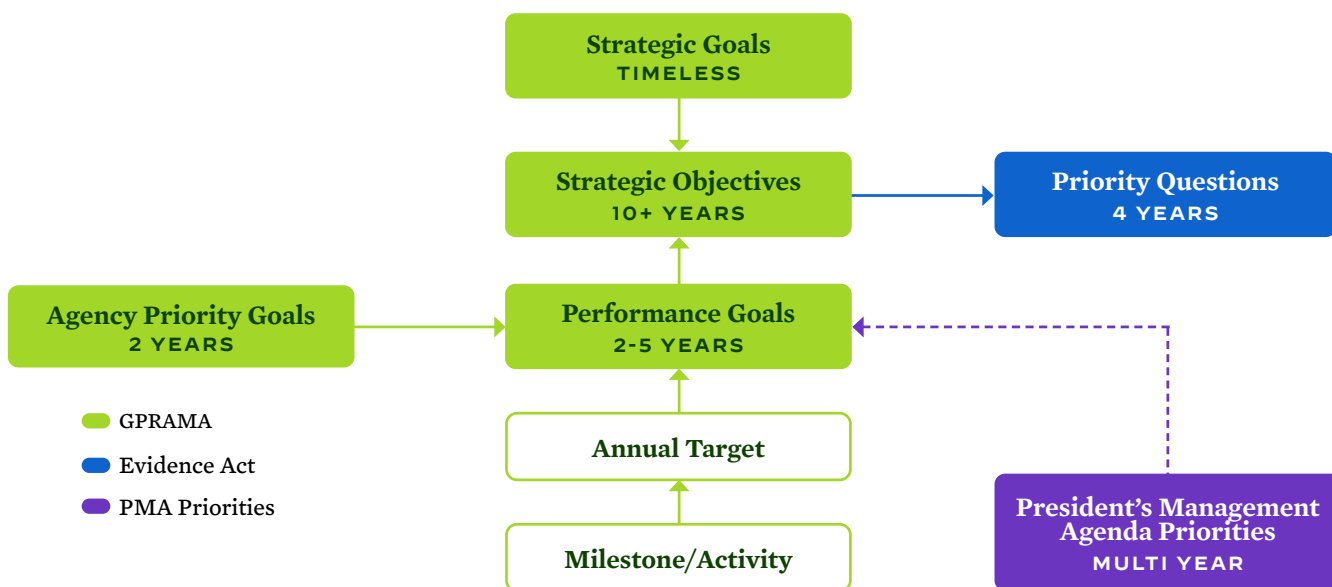 Strategic Goals
TIMELESS
Strategic Objectives
10+ YEARS
Priority Questions
4 YEARS
Agency Priority Goals
2 YEARS
Performance Goals
2-5 YEARS
GPRAMA
Evidence Act
PMA Priorities
Annual Target
Milestone/Activity
President’s Management
Agenda Priorities
MULTI YEAR